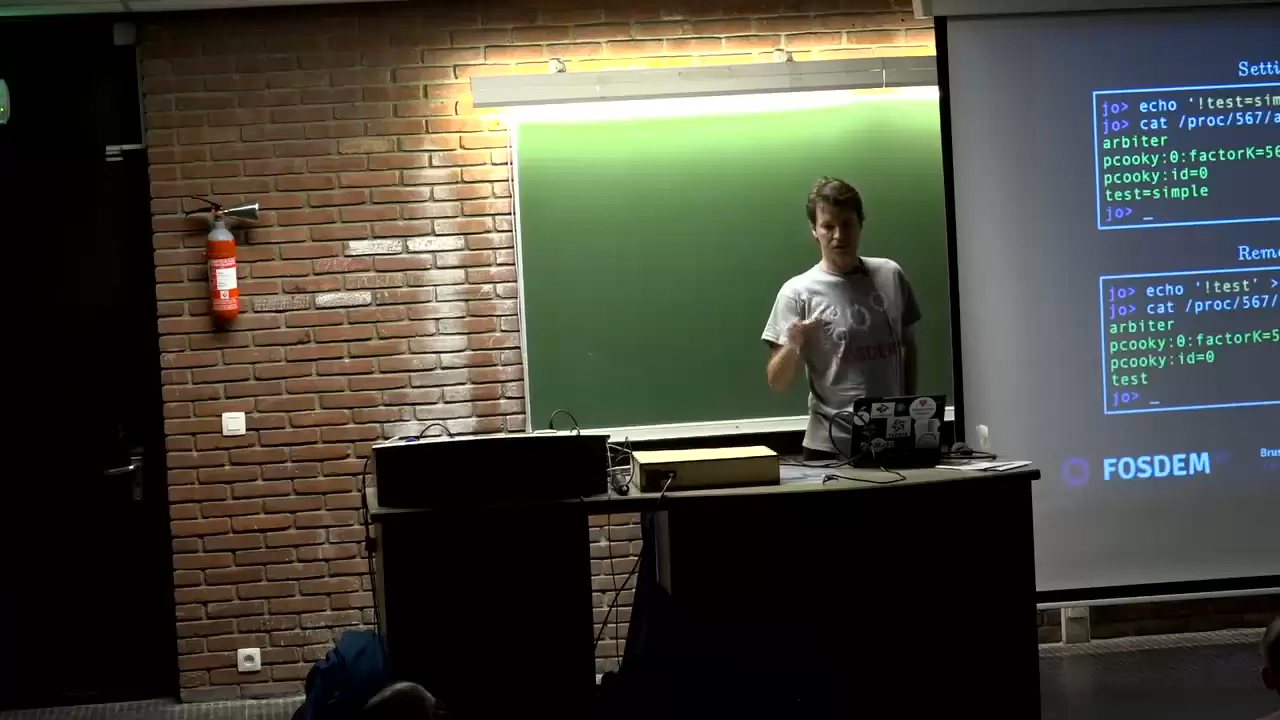 Setti
jo> echo '!test=sim
jo> cat /proc/567/a
arbiter
pcooky:0:factorK=56
pcooky:id=0
test=simple
jo> _
Remo
jo> echo '!test' >
jo> cat /proc/567/
arbiter
pcooky:0:factorK=5
pcooky:id=0
test
jo> _
FOSDEM
Brus
FOSDEM